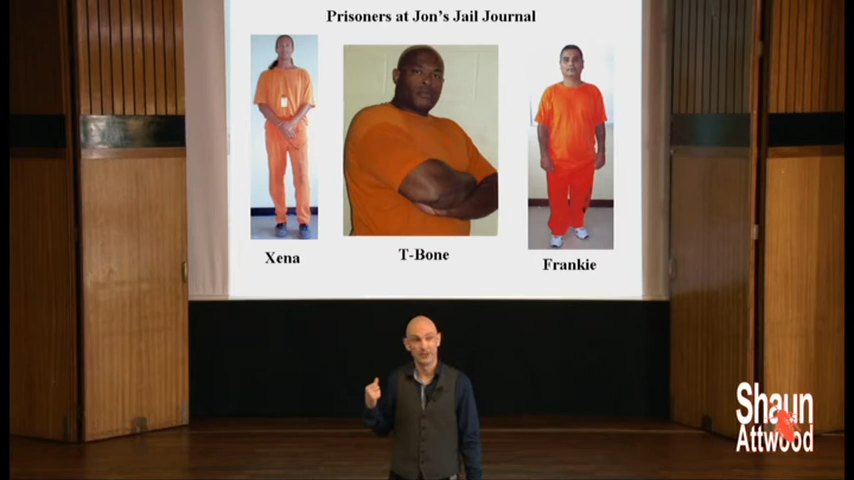 Prisoners at Jon's Jail Journal
Xena
T-Bone
Frankie
Shaun
Attwood